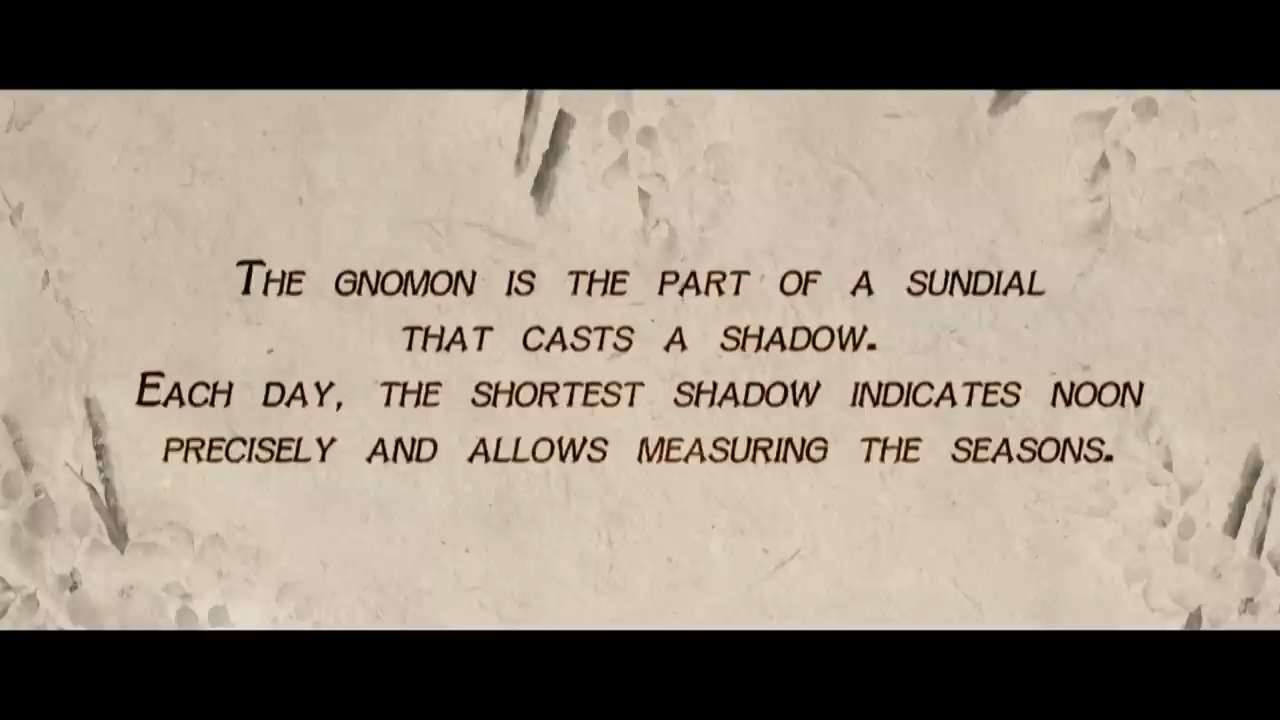 The gnomon is the part of a sundial
that casts a shadow.
Each day, the shortest shadow indicates noon
precisely and allows measuring the seasons.